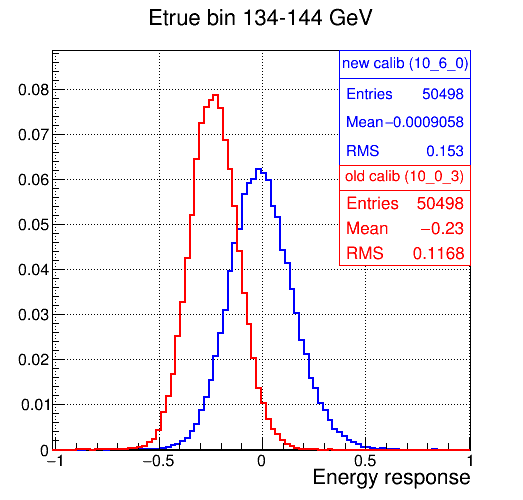 Etrue bin 134-144 GeV
new calib (10_6_0)
Entries 50498
Mean −0.0009058
RMS 0.153
old calib (10_0_3)
Entries 50498
Mean −0.23
RMS 0.1168
0.08
0.07
0.06
0.05
0.04
0.03
0.02
0.01
0
−1 −0.5 0 0.5 1
Energy response